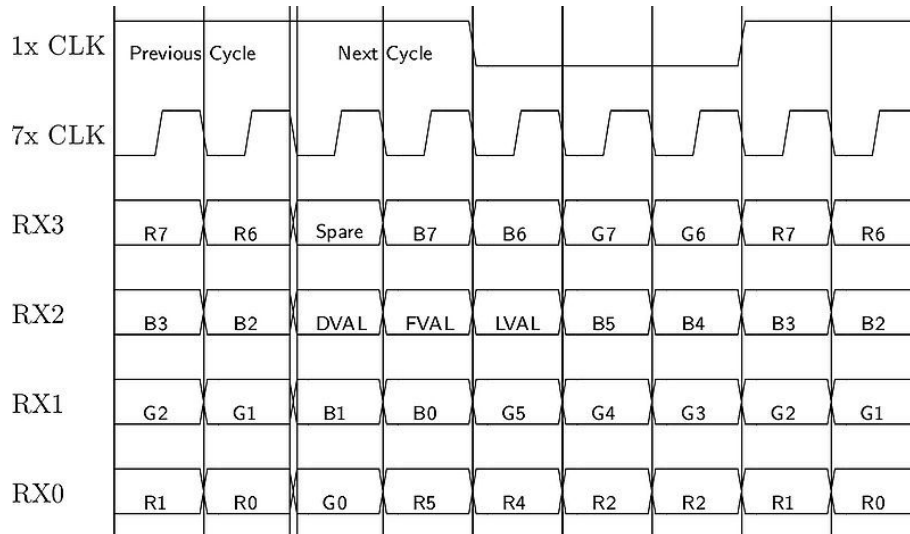 1x CLK Previous Cycle Next Cycle
7x CLK
RX3 R7 R6 Spare B7 B6 G7 G6 R7 R6
RX2 B3 B2 DVAL FVAL LVAL B5 B4 B3 B2
RX1 G2 G1 B1 B0 G5 G4 G3 G2 G1
RX0 R1 R0 G0 R5 R4 R2 R2 R1 R0